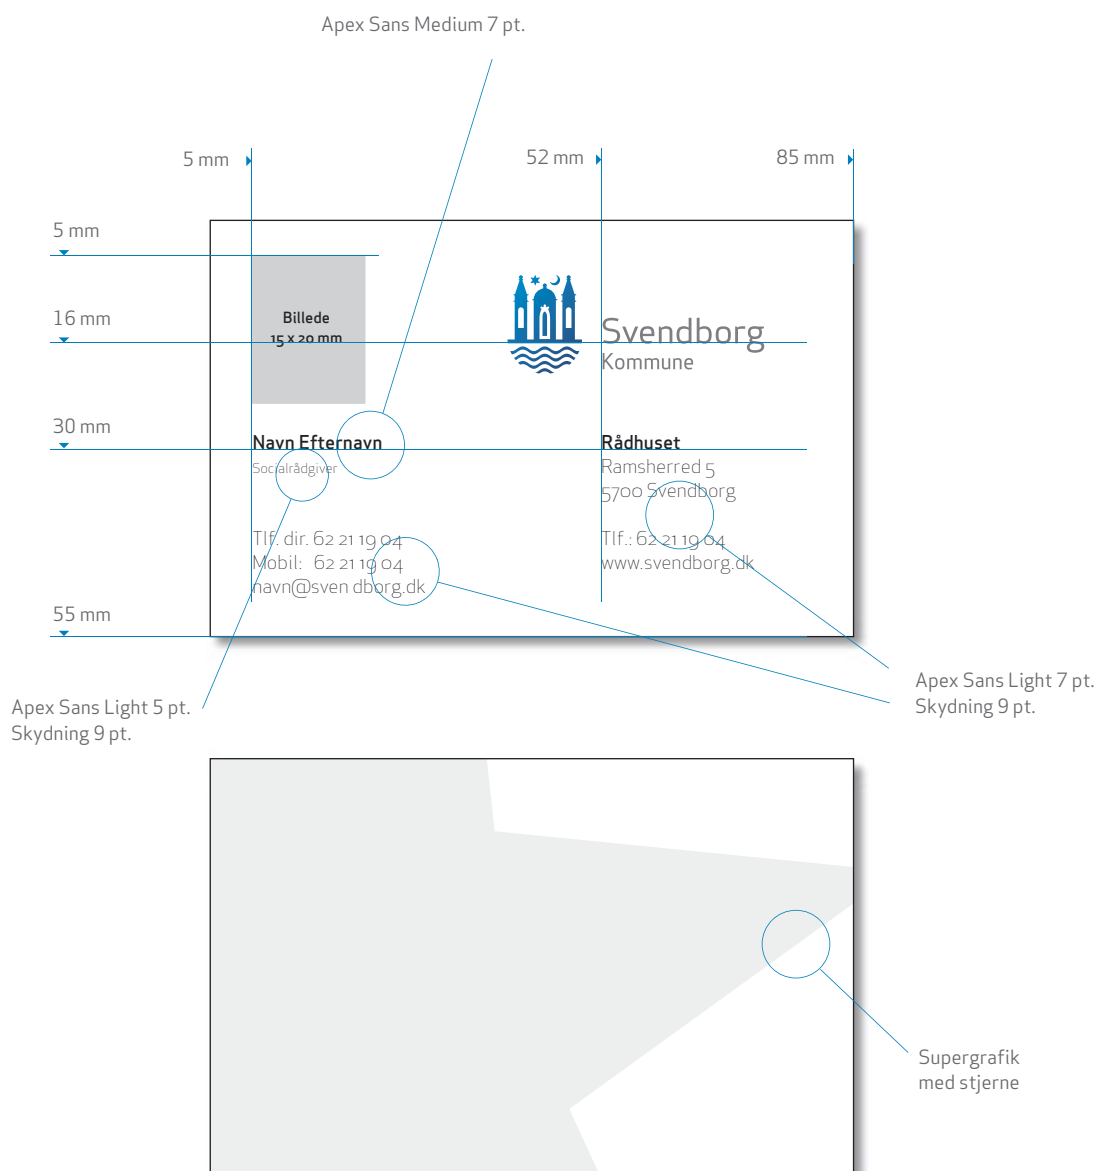 Apex Sans Medium 7 pt.
5 mm
52 mm
85 mm
5 mm
16 mm
30 mm
55 mm
Billede
15 x 20 mm
Svendborg
Kommune
Navn Efternavn
Socialrådgiver
Tlf. dir. 62 21 19 04
Mobil: 62 21 19 04
navn@sven dborg.dk
Rådhuset
Ramsherred 5
5700 Svendborg
Tlf.: 62 21 19 04
www.svendborg.dk
Apex Sans Light 5 pt.
Skydning 9 pt.
Apex Sans Light 7 pt.
Skydning 9 pt.
Supergrafik
med stjerne